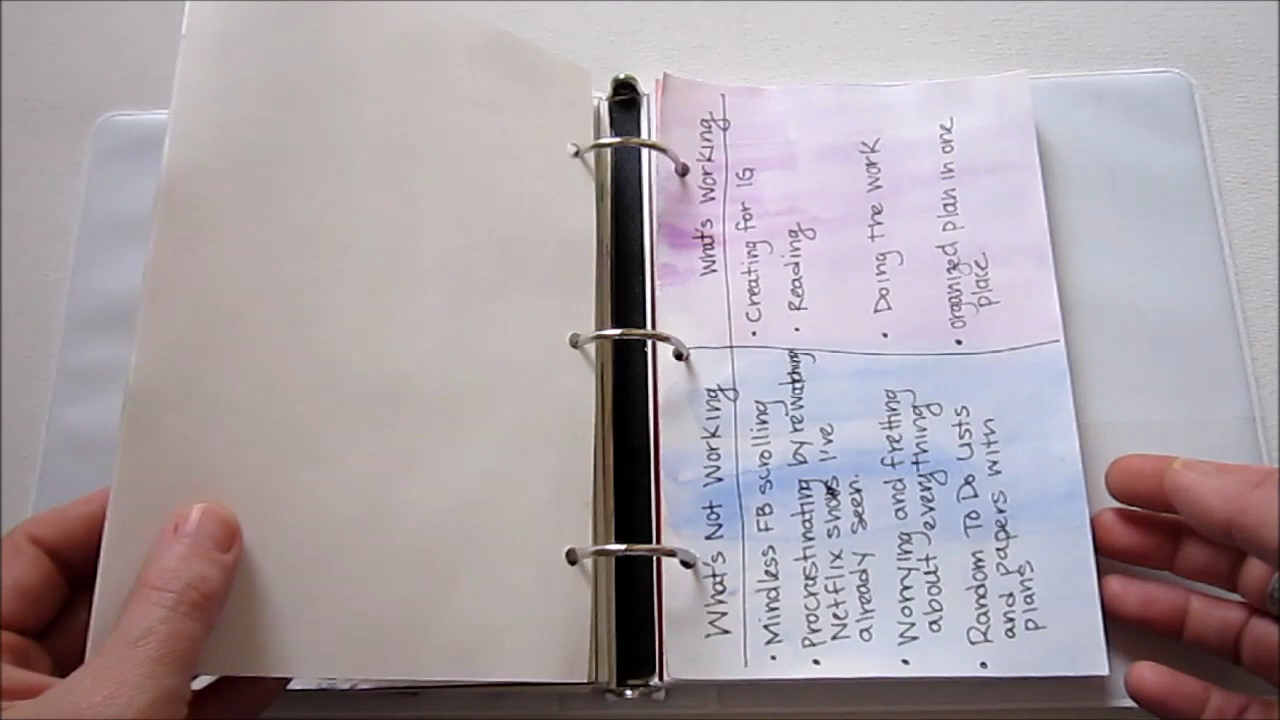 What's Not Working
• Mindless FB scrolling
• Procrastinating by rewatching
Netflix shows I've
already seen.
• Worrying and fretting
about everything
• Random To Do Lists
and papers with
plans
What's Working
• Creating for IG
• Reading
• Doing the work
• organized plan in one
place